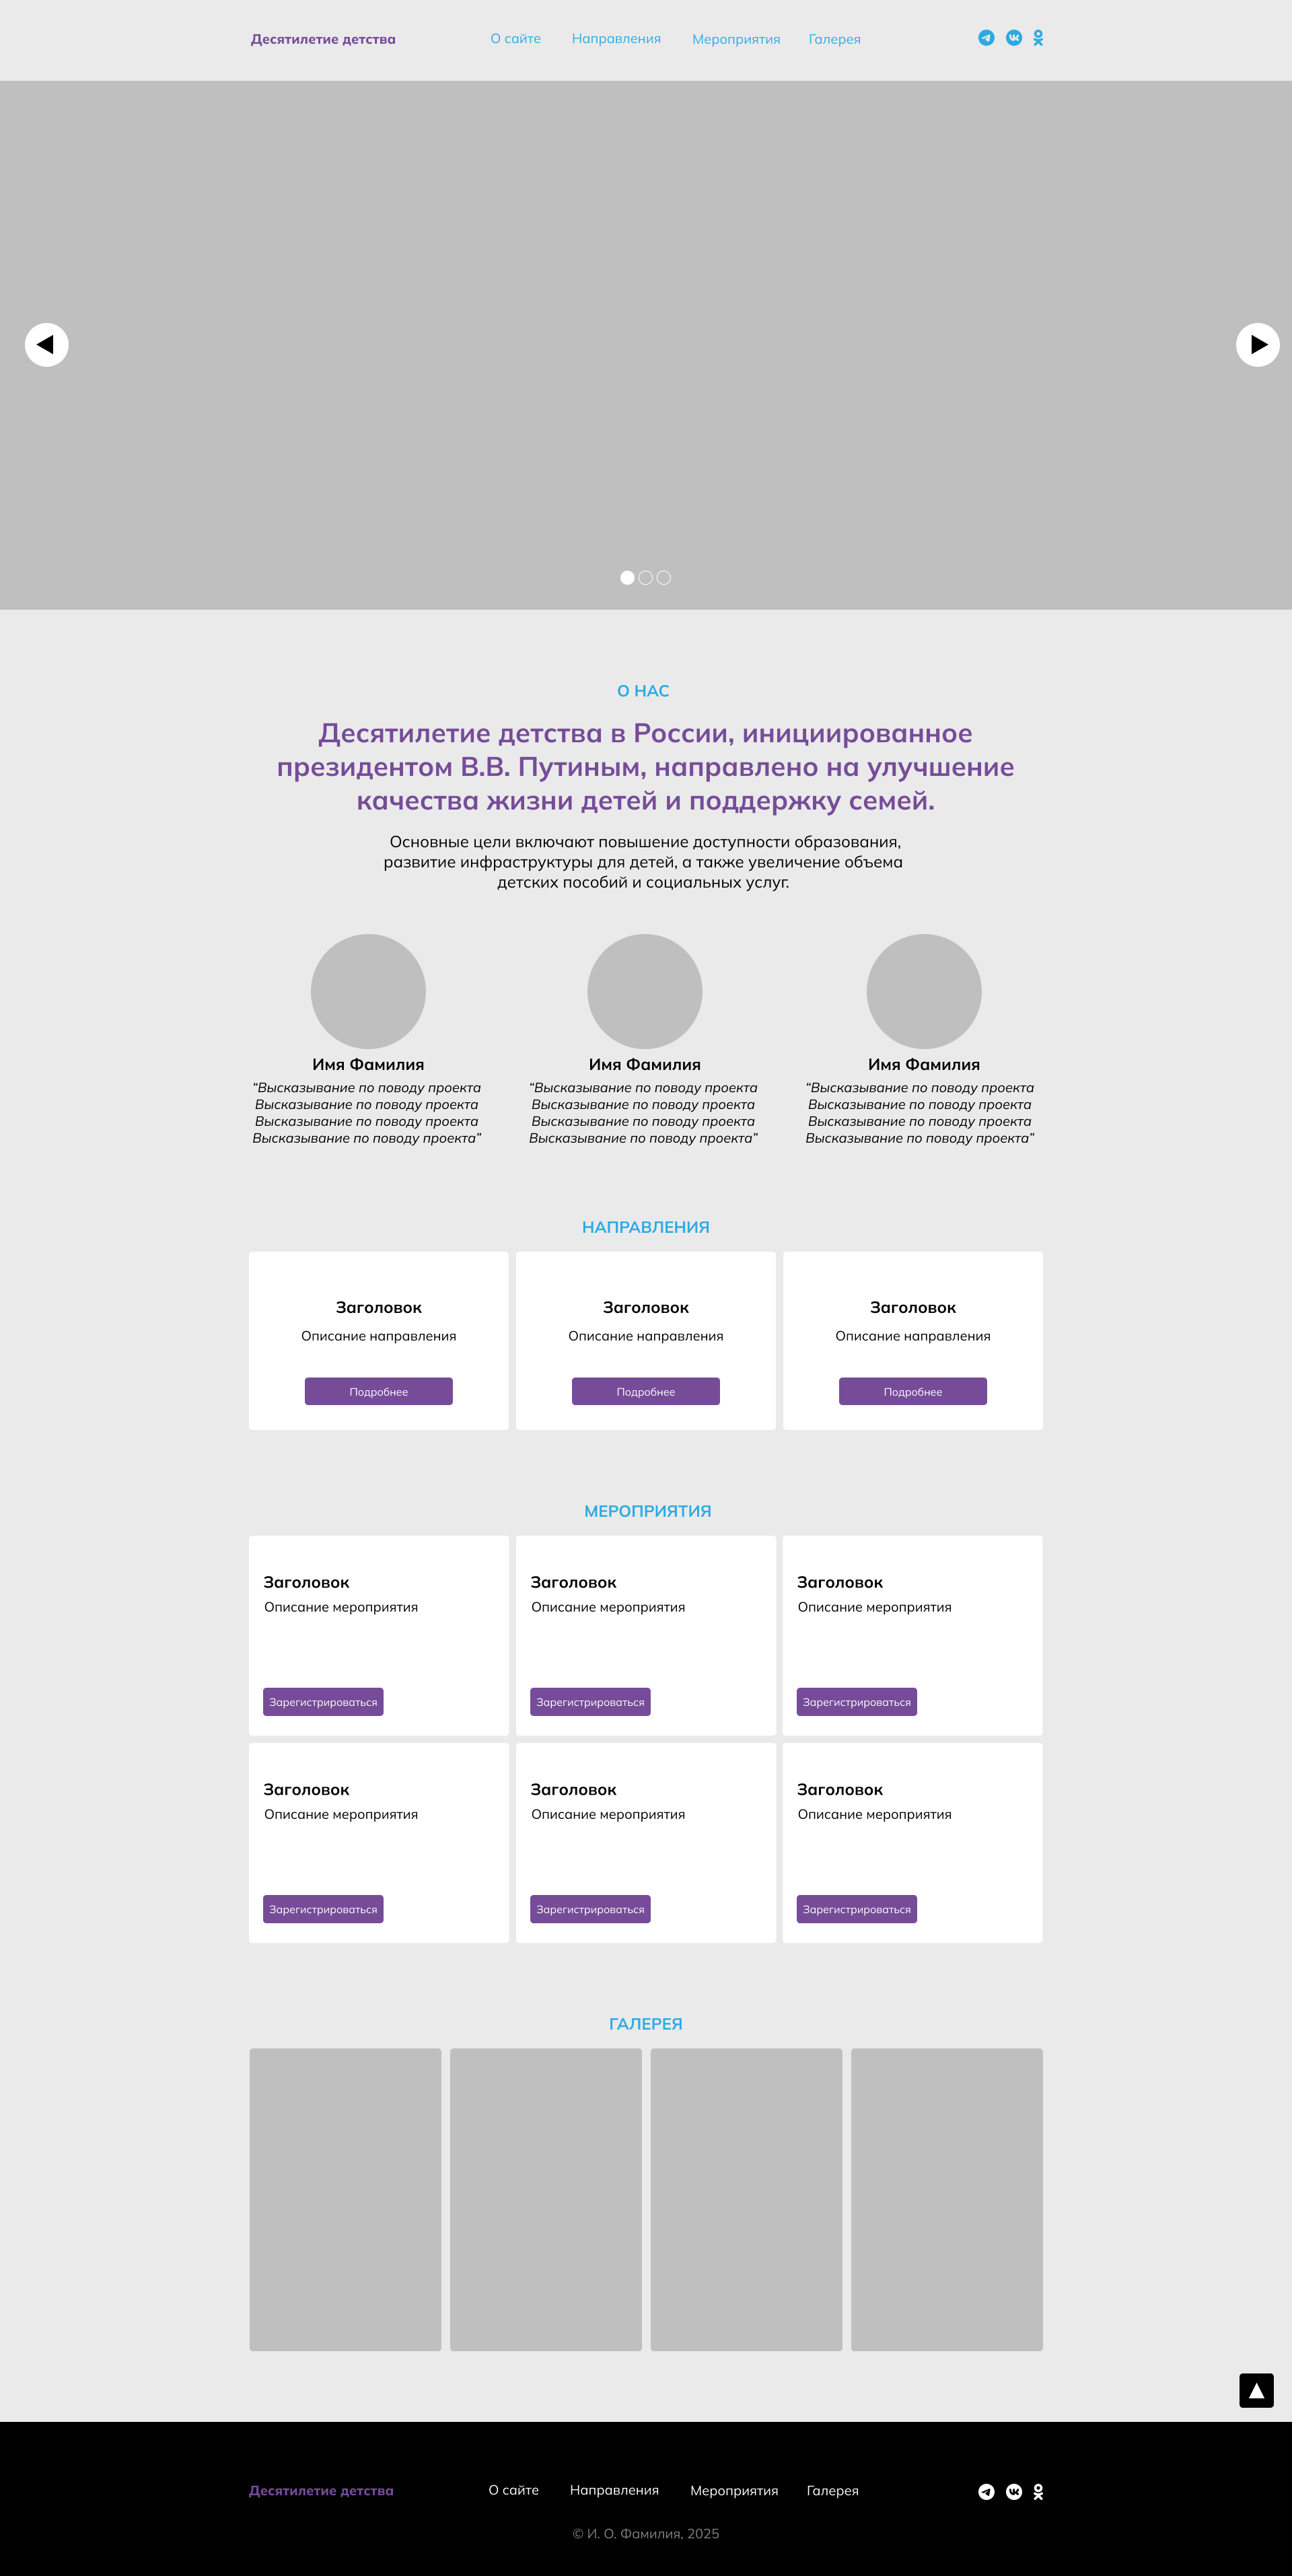 Десятилетие детства
О сайте
Направления
Мероприятия
Галерея
О НАС
Десятилетие детства в России, инициированное
президентом В.В. Путиным, направлено на улучшение
качества жизни детей и поддержку семей.
Основные цели включают повышение доступности образования,
развитие инфраструктуры для детей, а также увеличение объема
детских пособий и социальных услуг.
Имя Фамилия
“Высказывание по поводу проекта
Высказывание по поводу проекта
Высказывание по поводу проекта
Высказывание по поводу проекта”
Имя Фамилия
“Высказывание по поводу проекта
Высказывание по поводу проекта
Высказывание по поводу проекта
Высказывание по поводу проекта”
Имя Фамилия
“Высказывание по поводу проекта
Высказывание по поводу проекта
Высказывание по поводу проекта
Высказывание по поводу проекта”
НАПРАВЛЕНИЯ
Заголовок
Описание направления
Подробнее
Заголовок
Описание направления
Подробнее
Заголовок
Описание направления
Подробнее
МЕРОПРИЯТИЯ
Заголовок
Описание мероприятия
Зарегистрироваться
Заголовок
Описание мероприятия
Зарегистрироваться
Заголовок
Описание мероприятия
Зарегистрироваться
Заголовок
Описание мероприятия
Зарегистрироваться
Заголовок
Описание мероприятия
Зарегистрироваться
Заголовок
Описание мероприятия
Зарегистрироваться
ГАЛЕРЕЯ
Десятилетие детства
О сайте
Направления
Мероприятия
Галерея
© И. О. Фамилия, 2025